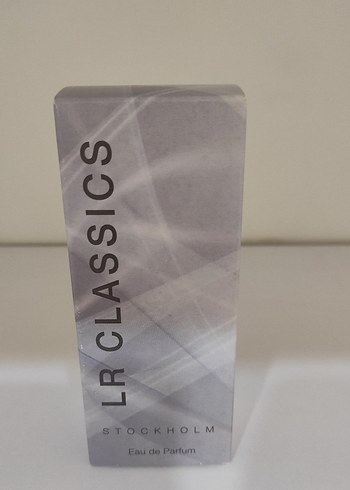 LR CLASSICS
STOCKHOLM
Eau de Parfum